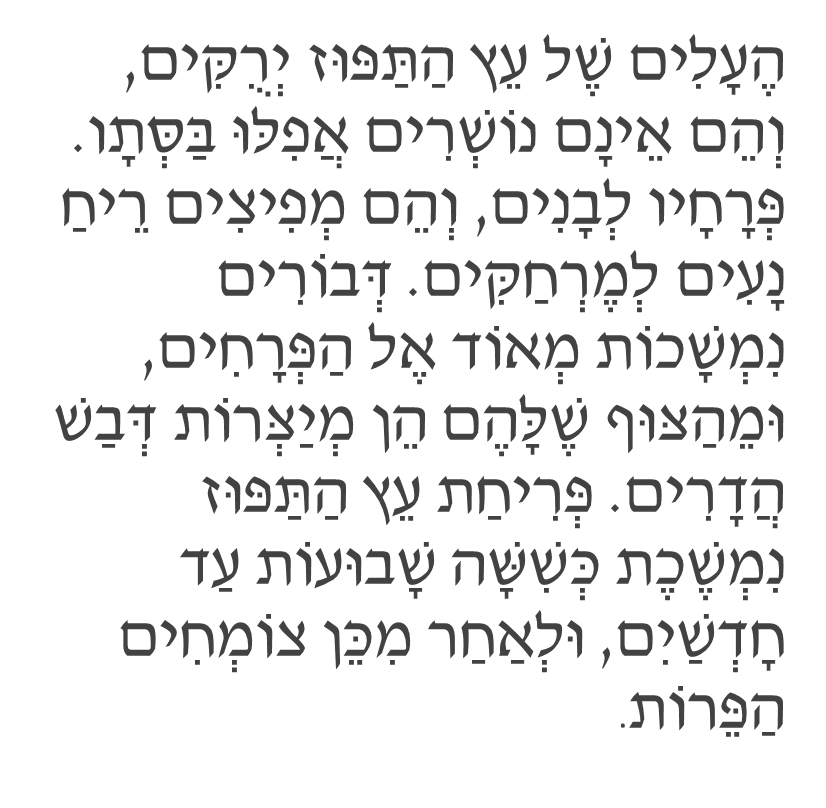 הֶעָלִים שֶׁל עֵץ הַתַּפּוּז יְרֻקִּים,
וְהֵם אֵינָם נוֹשְׁרִים אֲפִלּוּ בַּסְּתָו.
פְּרָחָיו לְבָנִים, וְהֵם מְפִיצִים רֵיחַ
נָעִים לְמֶרְחַקִּים. דְּבוֹרִים
נִמְשָׁכוֹת מְאוֹד אֶל הַפְּרָחִים,
וּמֵהַצּוּף שֶׁלָּהֶם הֵן מְיַצְּרוֹת דְּבַשׁ
הֲדָרִים. פְּרִיחַת עֵץ הַתַּפּוּז
נִמְשֶׁכֶת כְּשִׁשָּׁה שָׁבוּעוֹת עַד
חָדְשַׁיִם, וּלְאַחַר מִכֵּן צוֹמְחִים
הַפֵּרוֹת.